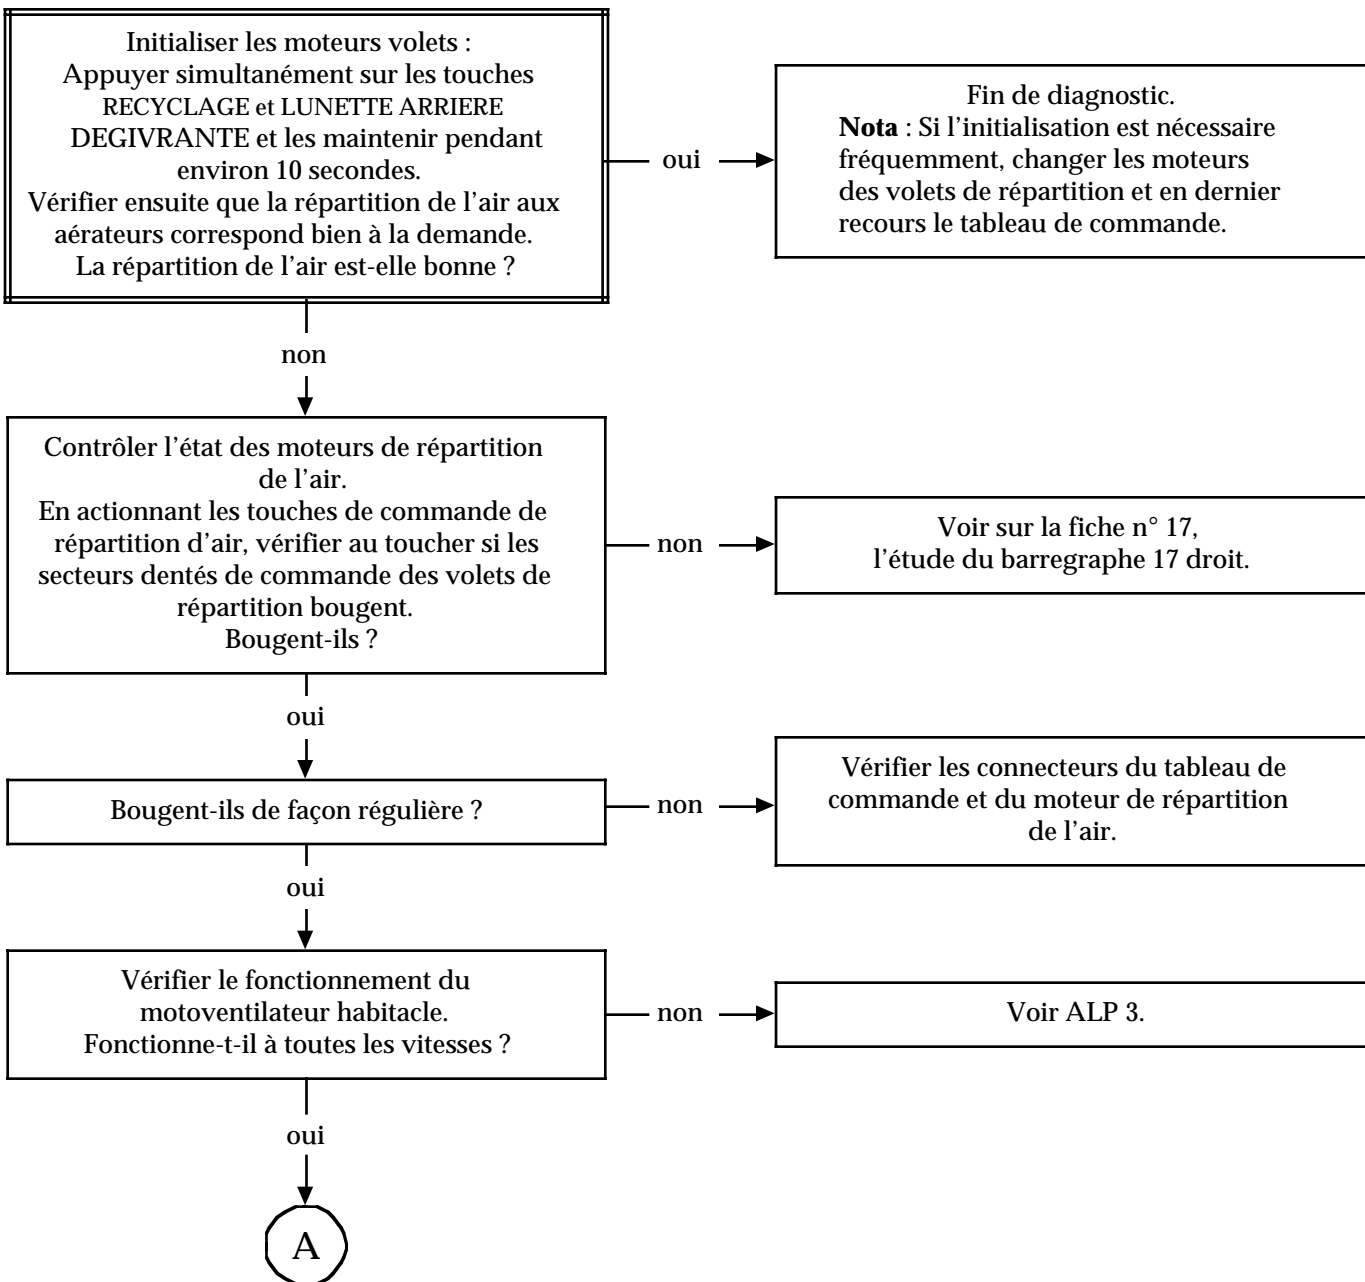 Initialiser les moteurs volets :
Appuyer simultanément sur les touches
RECYCLAGE et LUNETTE ARRIERE
DEGIVRANTE et les maintenir pendant
environ 10 secondes.
Vérifier ensuite que la répartition de l'air aux
aérateurs correspond bien à la demande.
La répartition de l'air est-elle bonne ?
oui
Fin de diagnostic.
Nota : Si l'initialisation est nécessaire
fréquemment, changer les moteurs
des volets de répartition et en dernier
recours le tableau de commande.
non
Contrôler l'état des moteurs de répartition
de l'air.
En actionnant les touches de commande de
répartition d'air, vérifier au toucher si les
secteurs dentés de commande des volets de
répartition bougent.
Bougent-ils ?
non
Voir sur la fiche n° 17,
l'étude du barregraphe 17 droit.
oui
Bougent-ils de façon régulière ?
non
Vérifier les connecteurs du tableau de
commande et du moteur de répartition
de l'air.
oui
Vérifier le fonctionnement du
motoventilateur habitacle.
Fonctionne-t-il à toutes les vitesses ?
non
Voir ALP 3.
oui
A